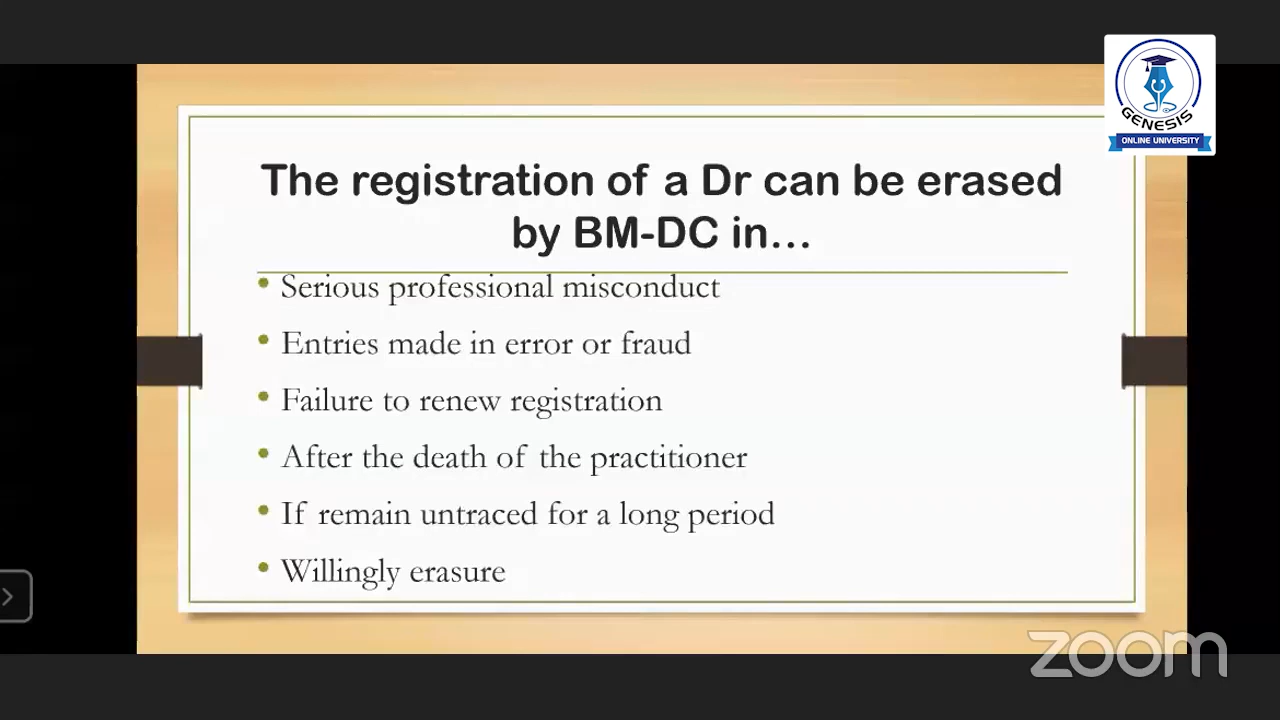 GENESIS
ONLINE UNIVERSITY
The registration of a Dr can be erased
by BM-DC in...
• Serious professional misconduct
• Entries made in error or fraud
• Failure to renew registration
• After the death of the practitioner
• If remain untraced for a long period
• Willingly erasure
zoom